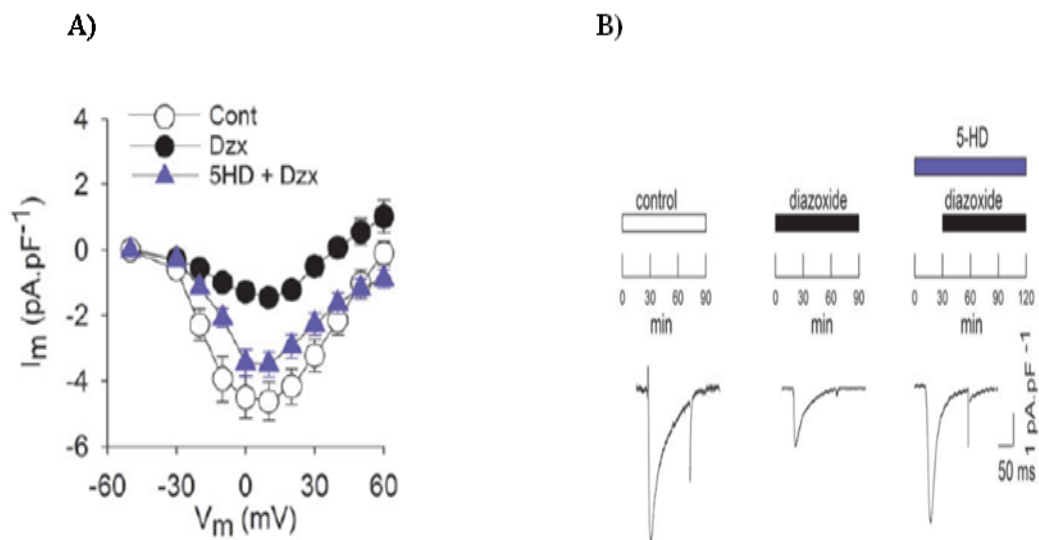 A)
B)
Cont
Dzx
5HD + Dzx
4
2
0
-2
-4
-6
I_m (pA.pF⁻¹)
-60 -30 0 30 60
V_m (mV)
5-HD
control
diazoxide
diazoxide
0 30 60 90
0 30 60 90
0 30 60 90 120
min
min
min
1 pA.pF⁻¹
50 ms